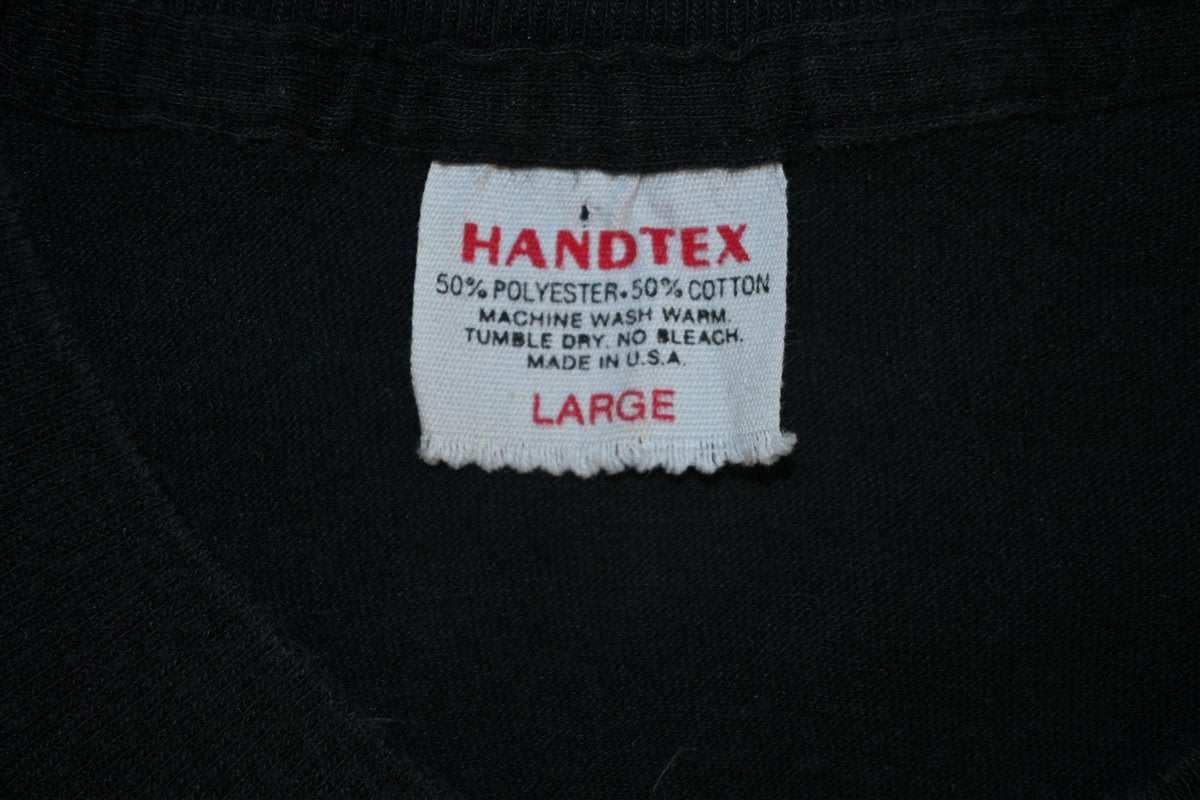 HANDTEX
50% POLYESTER•50% COTTON
MACHINE WASH WARM.
TUMBLE DRY. NO BLEACH.
MADE IN U.S.A.
LARGE